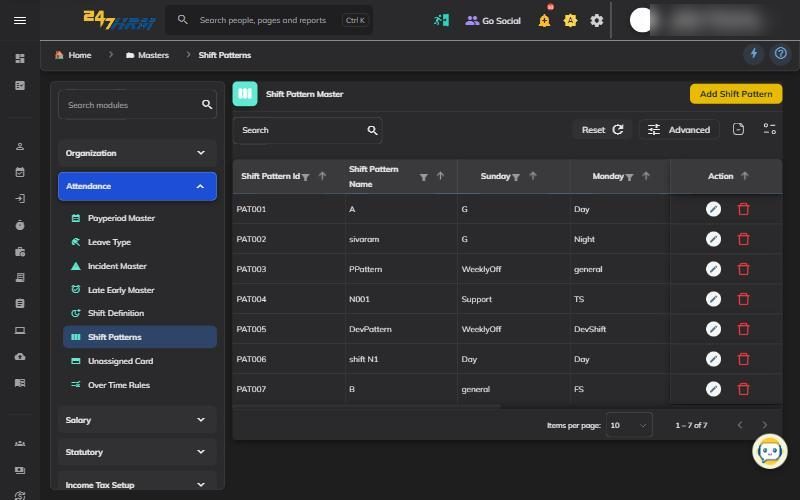 247HRM
Search people, pages and reports
Ctrl K
Go Social
Home
Masters
Shift Patterns
Search modules
Organization
Attendance
Payperiod Master
Leave Type
Incident Master
Late Early Master
Shift Definition
Shift Patterns
Unassigned Card
Over Time Rules
Salary
Statutory
Income Tax Setup
Shift Pattern Master
Add Shift Pattern
Search
Reset
Advanced
Shift Pattern Id Shift Pattern Name Sunday Monday Action
PAT001 A G Day
PAT002 sivaram G Night
PAT003 PPattern WeeklyOff general
PAT004 N001 Support TS
PAT005 DevPattern WeeklyOff DevShift
PAT006 shift N1 Day Day
PAT007 B general FS
Items per page: 10 1 – 7 of 7